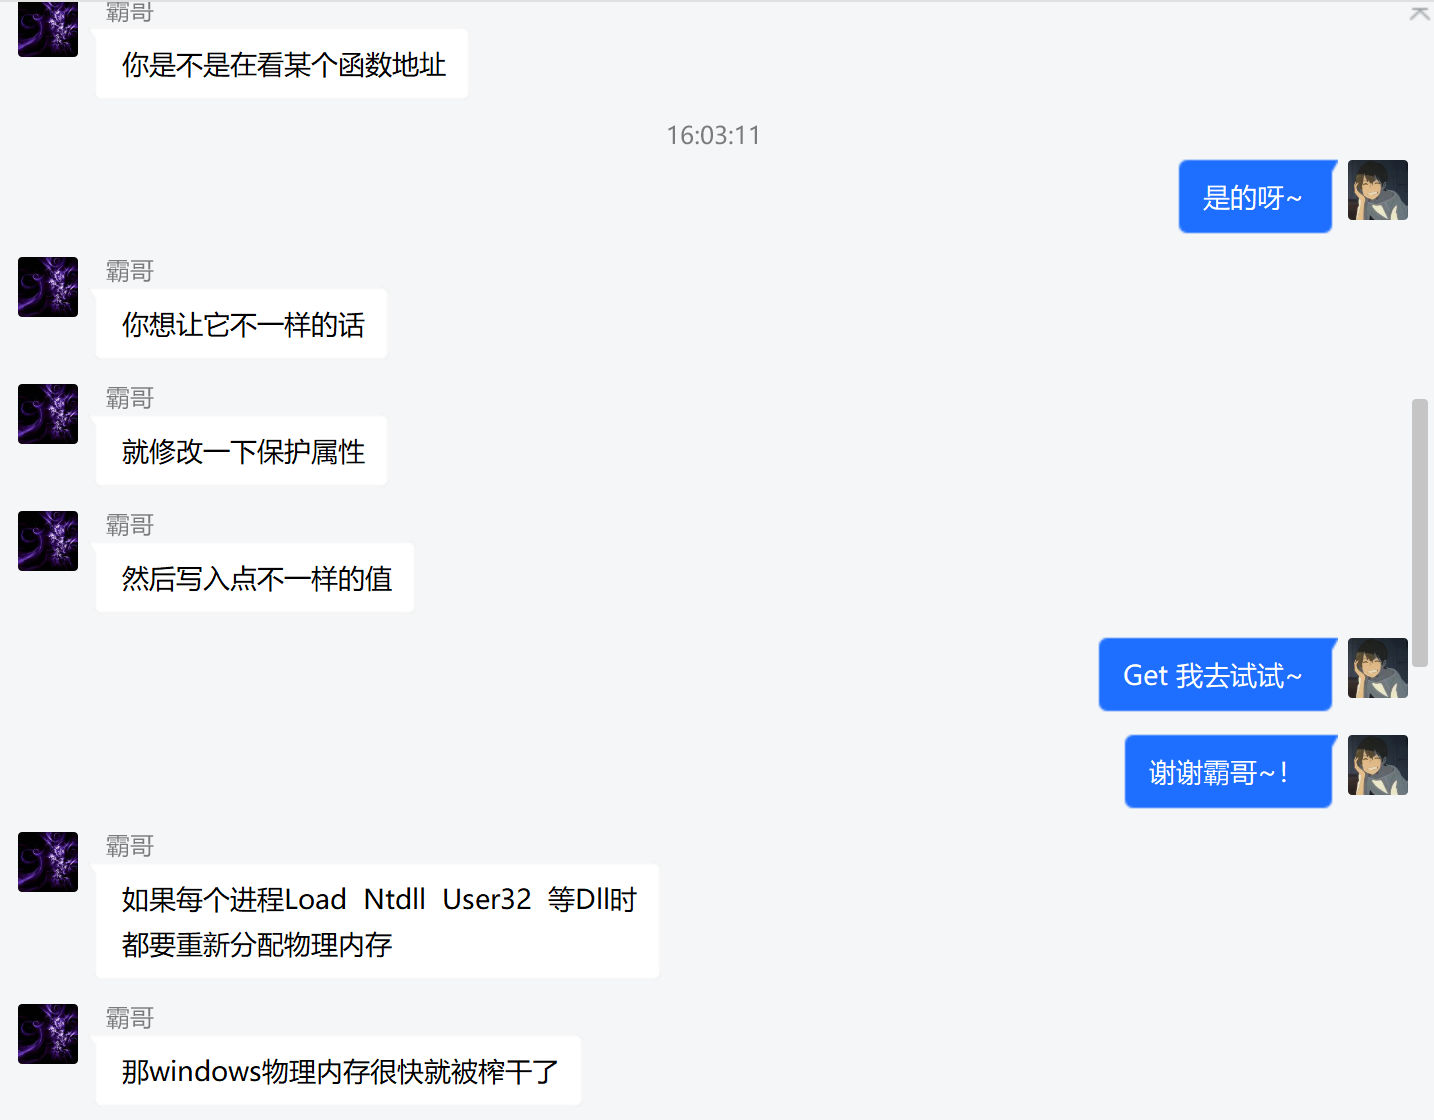 霸哥
你是不是在看某个函数地址
16:03:11
是的呀~
霸哥
你想让它不一样的话
霸哥
就修改一下保护属性
霸哥
然后写入点不一样的值
Get 我去试试~
谢谢霸哥~！
霸哥
如果每个进程Load  Ntdll  User32  等Dll时
都要重新分配物理内存
霸哥
那windows物理内存很快就被榨干了